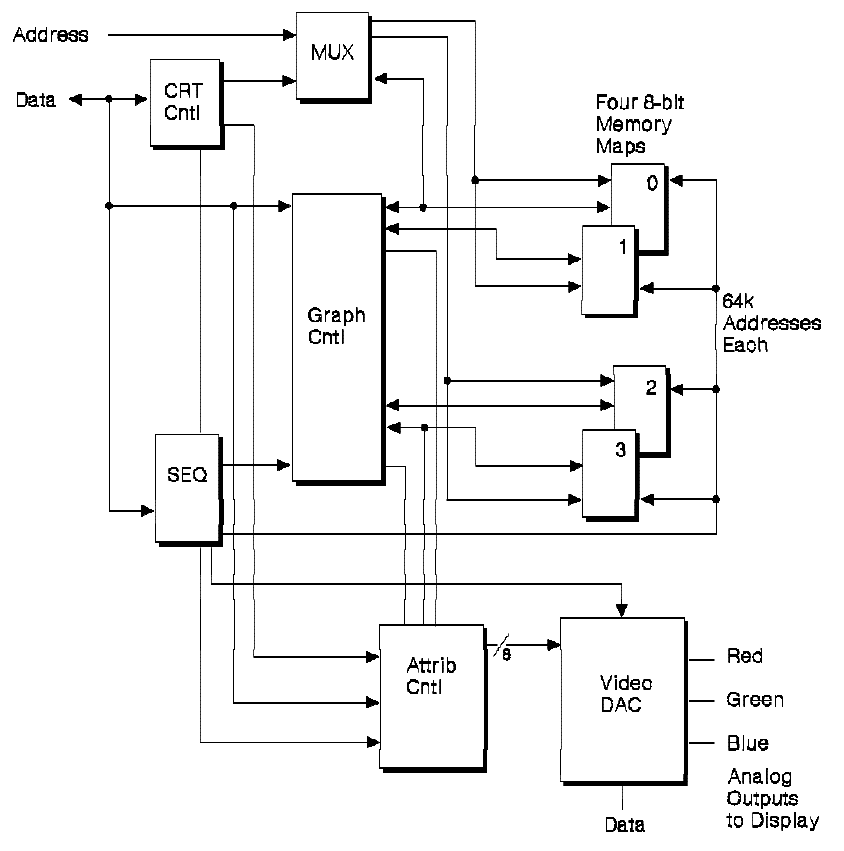 Address
MUX
Data
CRT
Cntl
Four 8-bit
Memory
Maps
0
1
Graph
Cntl
64k
Addresses
Each
2
3
SEQ
8
Attrib
Cntl
Video
DAC
Red
Green
Blue
Analog
Outputs
to Display
Data